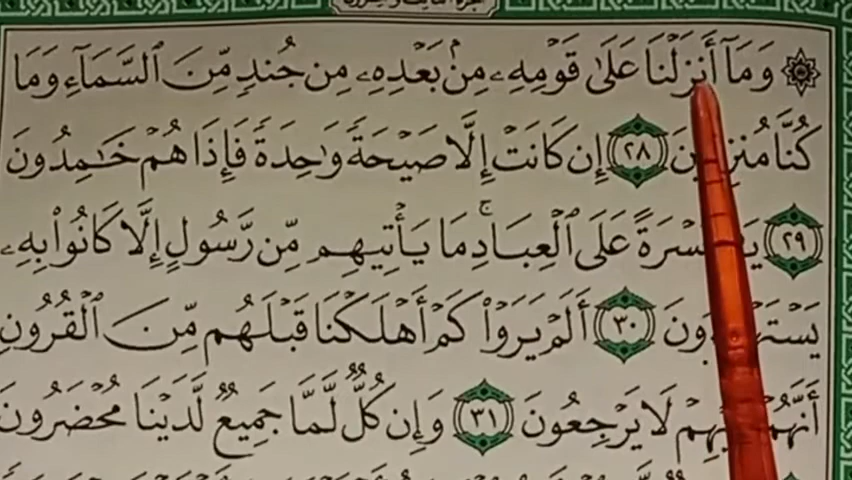 ۞ وَمَآ أَنزَلْنَا عَلَىٰ قَوْمِهِۦ مِنۢ بَعْدِهِۦ مِن جُندٍ مِّنَ ٱلسَّمَآءِ وَمَا
كُنَّا ٢٨ إِن كَانَتْ إِلَّا صَيْحَةً وَٰحِدَةً فَإِذَا هُمْ خَٰمِدُونَ
٢٩ عَلَى ٱلْعِبَادِۚ مَا يَأْتِيهِم مِّن رَّسُولٍ إِلَّا كَانُوا۟ بِهِۦ
٣٠ أَلَمْ يَرَوْا۟ كَمْ أَهْلَكْنَا قَبْلَهُم مِّنَ ٱلْقُرُونِ
لَا يَرْجِعُونَ ٣١ وَإِن كُلٌّ لَّمَّا جَمِيعٌ لَّدَيْنَا مُحْضَرُونَ